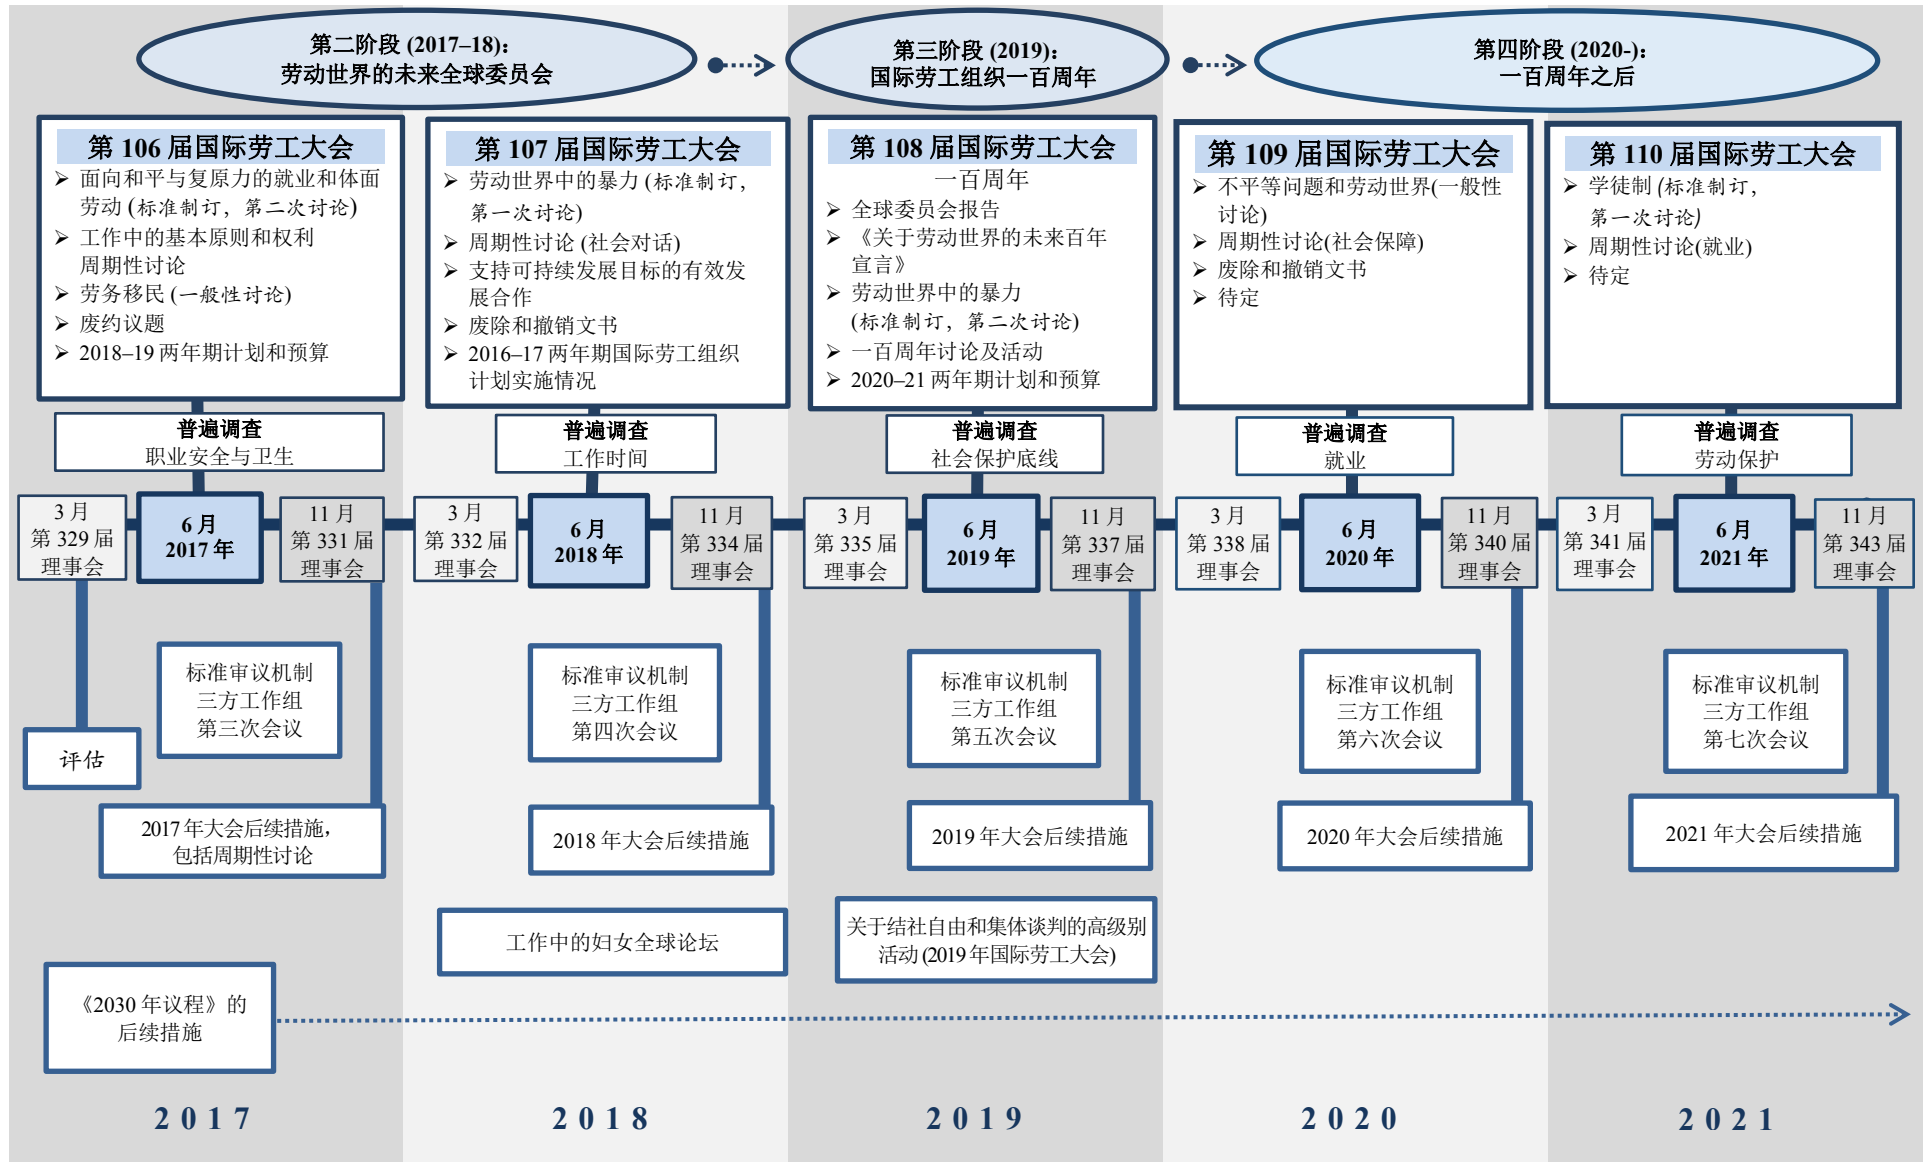 第二阶段 (2017–18)：
劳动世界的未来全球委员会
第三阶段 (2019)：
国际劳工组织一百周年
第四阶段 (2020-)：
一百周年之后
第 106 届国际劳工大会
➢ 面向和平与复原力的就业和体面
劳动 (标准制订，第二次讨论)
➢ 工作中的基本原则和权利
周期性讨论
➢ 劳务移民 (一般性讨论)
➢ 废约议题
➢ 2018–19 两年期计划和预算
第 107 届国际劳工大会
➢ 劳动世界中的暴力 (标准制订，
第一次讨论)
➢ 周期性讨论 (社会对话)
➢ 支持可持续发展目标的有效发
展合作
➢ 废除和撤销文书
➢ 2016–17 两年期国际劳工组织
计划实施情况
第 108 届国际劳工大会
一百周年
➢ 全球委员会报告
➢ 《关于劳动世界的未来百年
宣言》
➢ 劳动世界中的暴力
(标准制订，第二次讨论)
➢ 一百周年讨论及活动
➢ 2020–21 两年期计划和预算
第 109 届国际劳工大会
➢ 不平等问题和劳动世界(一般性
讨论)
➢ 周期性讨论(社会保障)
➢ 废除和撤销文书
➢ 待定
第 110 届国际劳工大会
➢ 学徒制 (标准制订，
第一次讨论)
➢ 周期性讨论(就业)
➢ 待定
普遍调查
职业安全与卫生
普遍调查
工作时间
普遍调查
社会保护底线
普遍调查
就业
普遍调查
劳动保护
3 月
第 329 届
理事会
6 月
2017 年
11 月
第 331 届
理事会
3 月
第 332 届
理事会
6 月
2018 年
11 月
第 334 届
理事会
3 月
第 335 届
理事会
6 月
2019 年
11 月
第 337 届
理事会
3 月
第 338 届
理事会
6 月
2020 年
11 月
第 340 届
理事会
3 月
第 341 届
理事会
6 月
2021 年
11 月
第 343 届
理事会
标准审议机制
三方工作组
第三次会议
标准审议机制
三方工作组
第四次会议
标准审议机制
三方工作组
第五次会议
标准审议机制
三方工作组
第六次会议
标准审议机制
三方工作组
第七次会议
评估
2017 年大会后续措施，
包括周期性讨论
2018 年大会后续措施
2019 年大会后续措施
2020 年大会后续措施
2021 年大会后续措施
工作中的妇女全球论坛
关于结社自由和集体谈判的高级别
活动 (2019 年国际劳工大会)
《2030 年议程》的
后续措施
2017
2018
2019
2020
2021